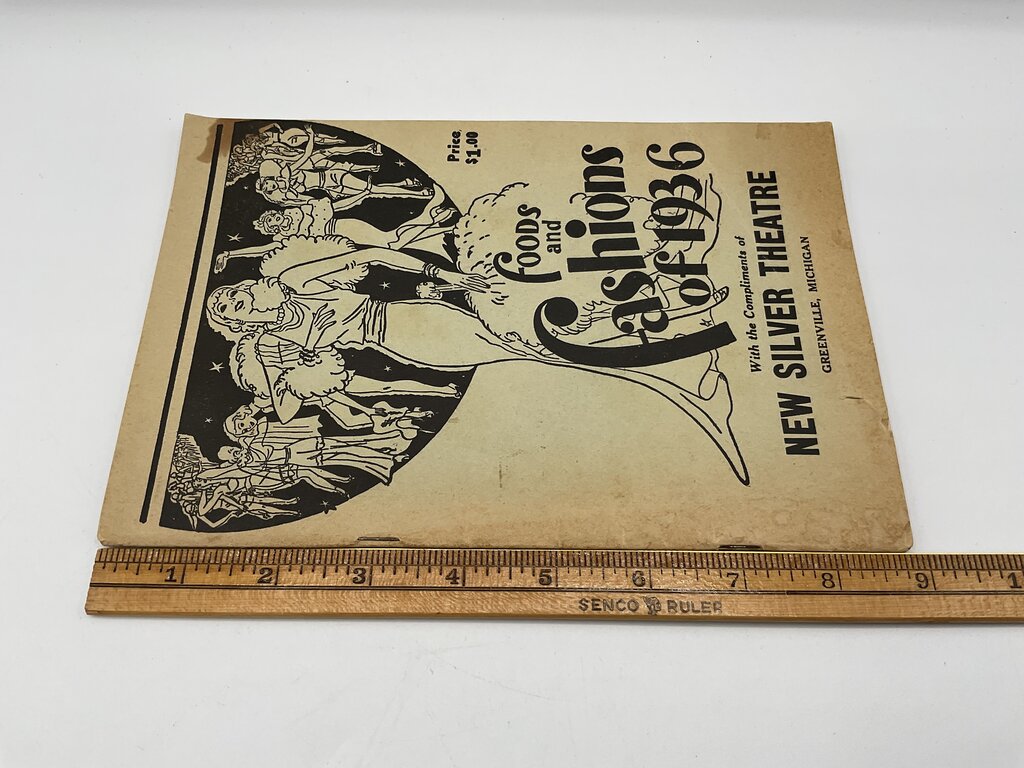 Price
$1.00
foods
and
Fashions
of 1936
With the Compliments of
NEW SILVER THEATRE
GREENVILLE, MICHIGAN
1 2 3 4 5 6 7 8 9 1
SENCO RULER